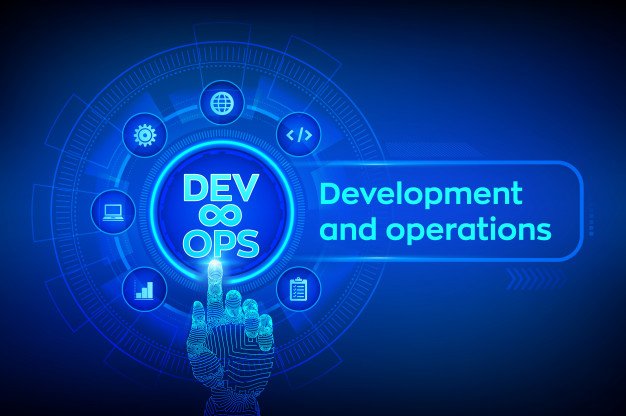 DEV
∞
OPS
</>
Development
and operations